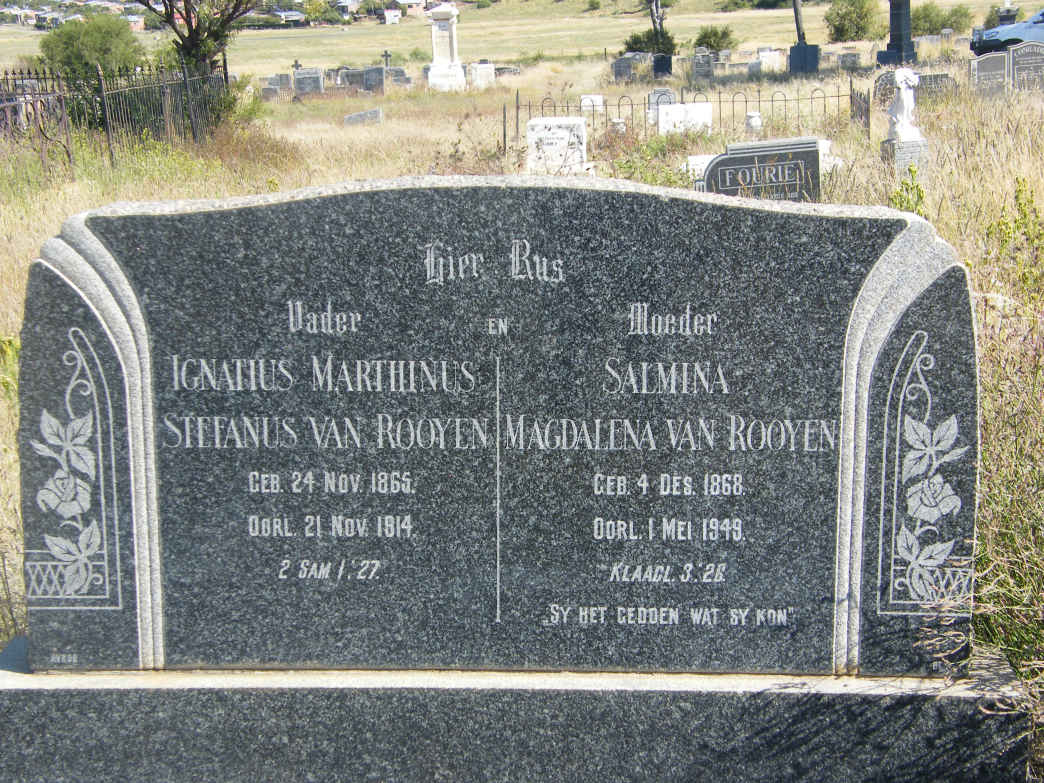 FOURIE
Hier Rus
Vader EN Moeder
IGNATIUS MARTHINUS
STEFANUS VAN ROOYEN
GEB. 24 NOV. 1865.
OORL. 21 NOV. 1914.
2 SAM 1:27.
SALMINA
MAGDALENA VAN ROOYEN
GEB. 4 DES. 1868.
OORL. 1 MEI 1949.
KLAAGL. 3:26.
„SY HET GEDOEN WAT SY KON"